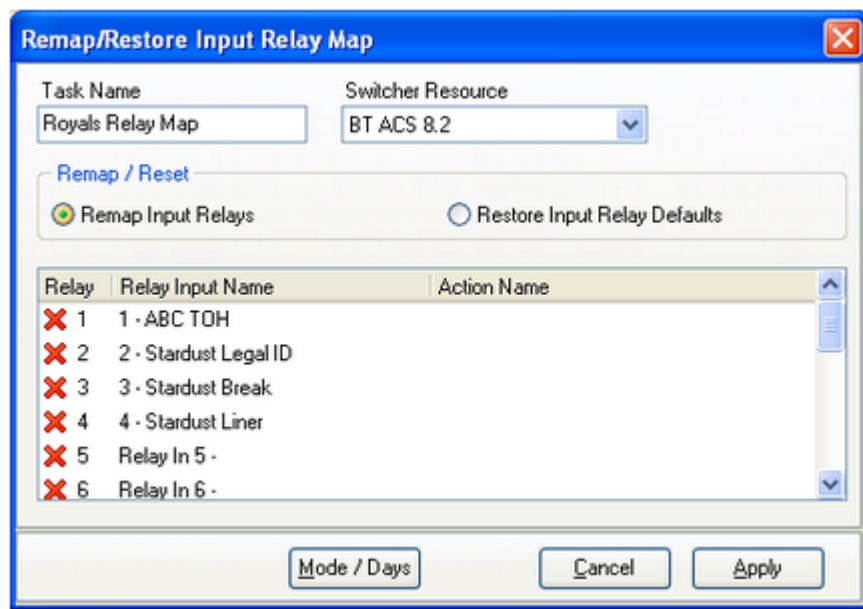 Remap/Restore Input Relay Map
Task Name Switcher Resource
Royals Relay Map BT ACS 8.2
Remap / Reset
Remap Input Relays Restore Input Relay Defaults
Relay Relay Input Name Action Name
1 1 - ABC TOH
2 2 - Stardust Legal ID
3 3 - Stardust Break
4 4 - Stardust Liner
5 Relay In 5 -
6 Relay In 6 -
Mode / Days Cancel Apply